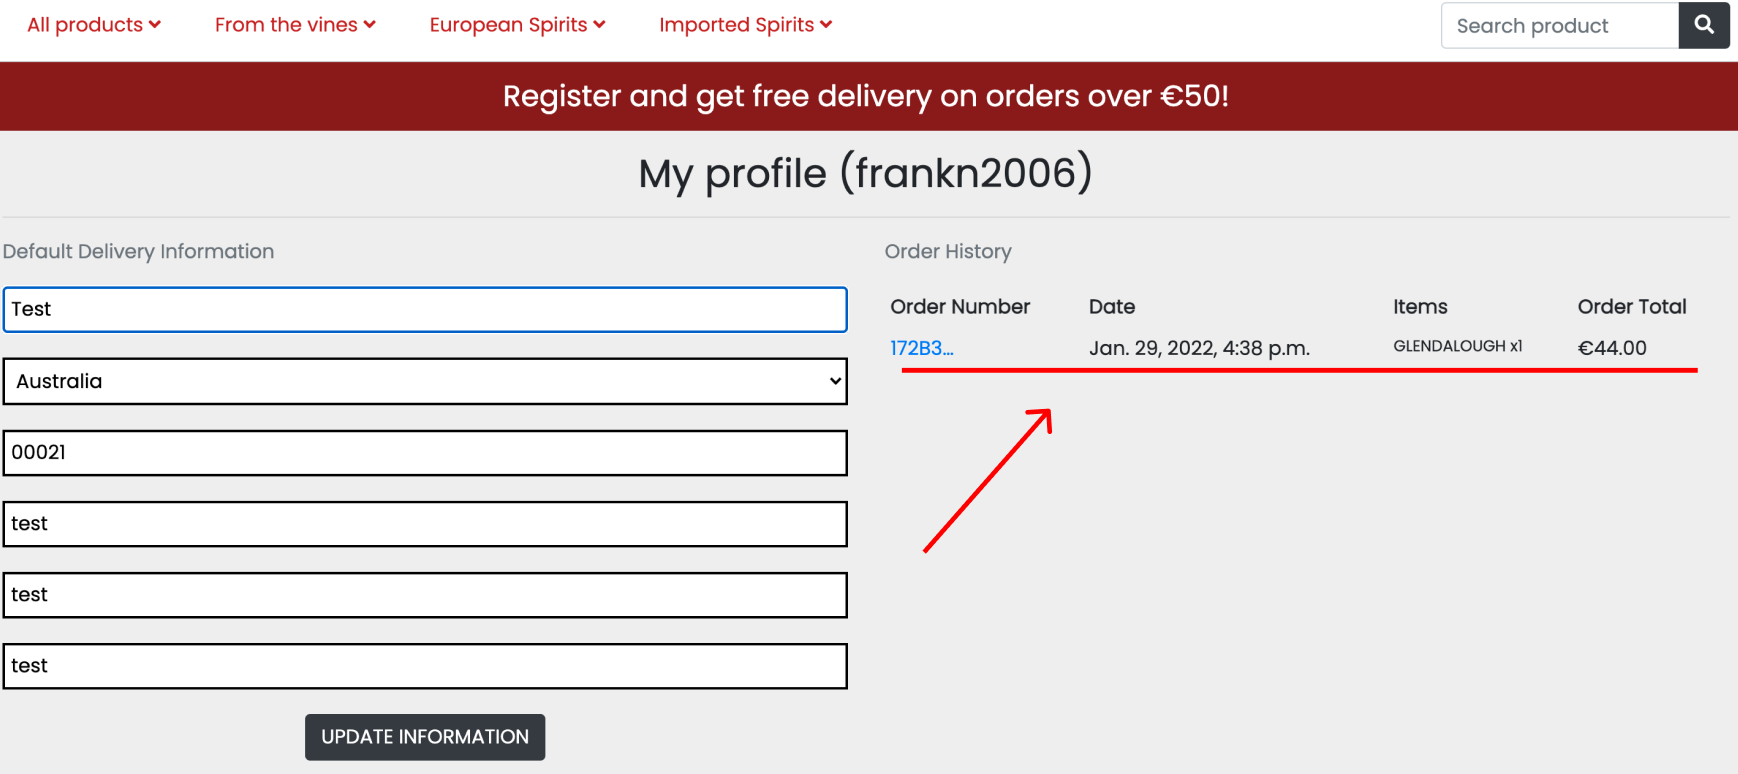 All products From the vines European Spirits Imported Spirits Search product
Register and get free delivery on orders over €50!
My profile (frankn2006)
Default Delivery Information
Test
Australia
00021
test
test
test
UPDATE INFORMATION
Order History
Order Number Date Items Order Total
172B3... Jan. 29, 2022, 4:38 p.m. GLENDALOUGH x1 €44.00